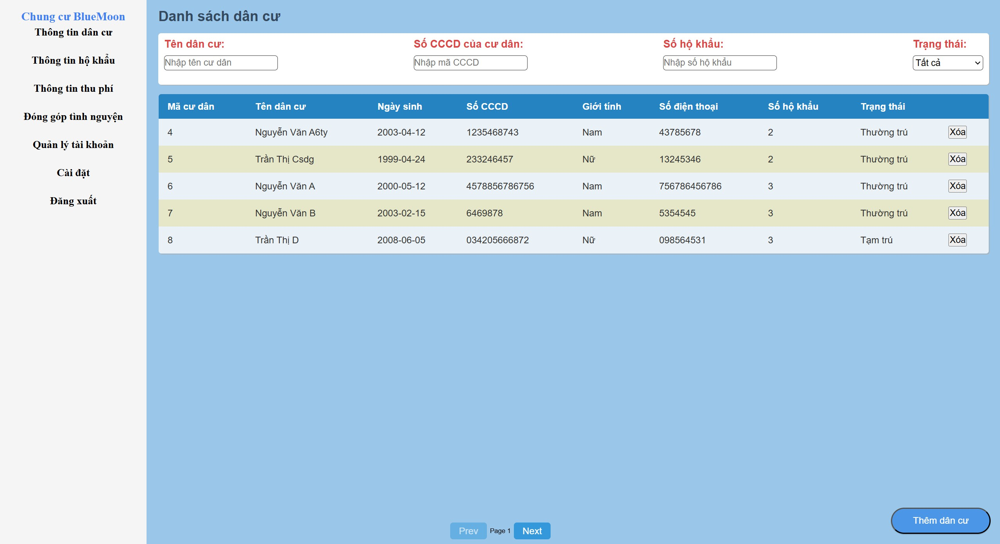 Chung cư BlueMoon
Thông tin dân cư
Thông tin hộ khẩu
Thông tin thu phí
Đóng góp tình nguyện
Quản lý tài khoản
Cài đặt
Đăng xuất
Danh sách dân cư
Tên dân cư: Số CCCD của cư dân: Số hộ khẩu: Trạng thái:
Nhập tên cư dân Nhập mã CCCD Nhập số hộ khẩu Tất cả
Mã cư dân Tên dân cư Ngày sinh Số CCCD Giới tính Số điện thoại Số hộ khẩu Trạng thái
4 Nguyễn Văn A6ty 2003-04-12 1235468743 Nam 43785678 2 Thường trú Xóa
5 Trần Thị Csdg 1999-04-24 233246457 Nữ 13245346 2 Thường trú Xóa
6 Nguyễn Văn A 2000-05-12 4578856786756 Nam 756786456786 3 Thường trú Xóa
7 Nguyễn Văn B 2003-02-15 6469878 Nam 5354545 3 Thường trú Xóa
8 Trần Thị D 2008-06-05 034205666872 Nữ 098564531 3 Tạm trú Xóa
Thêm dân cư
Prev Page 1 Next